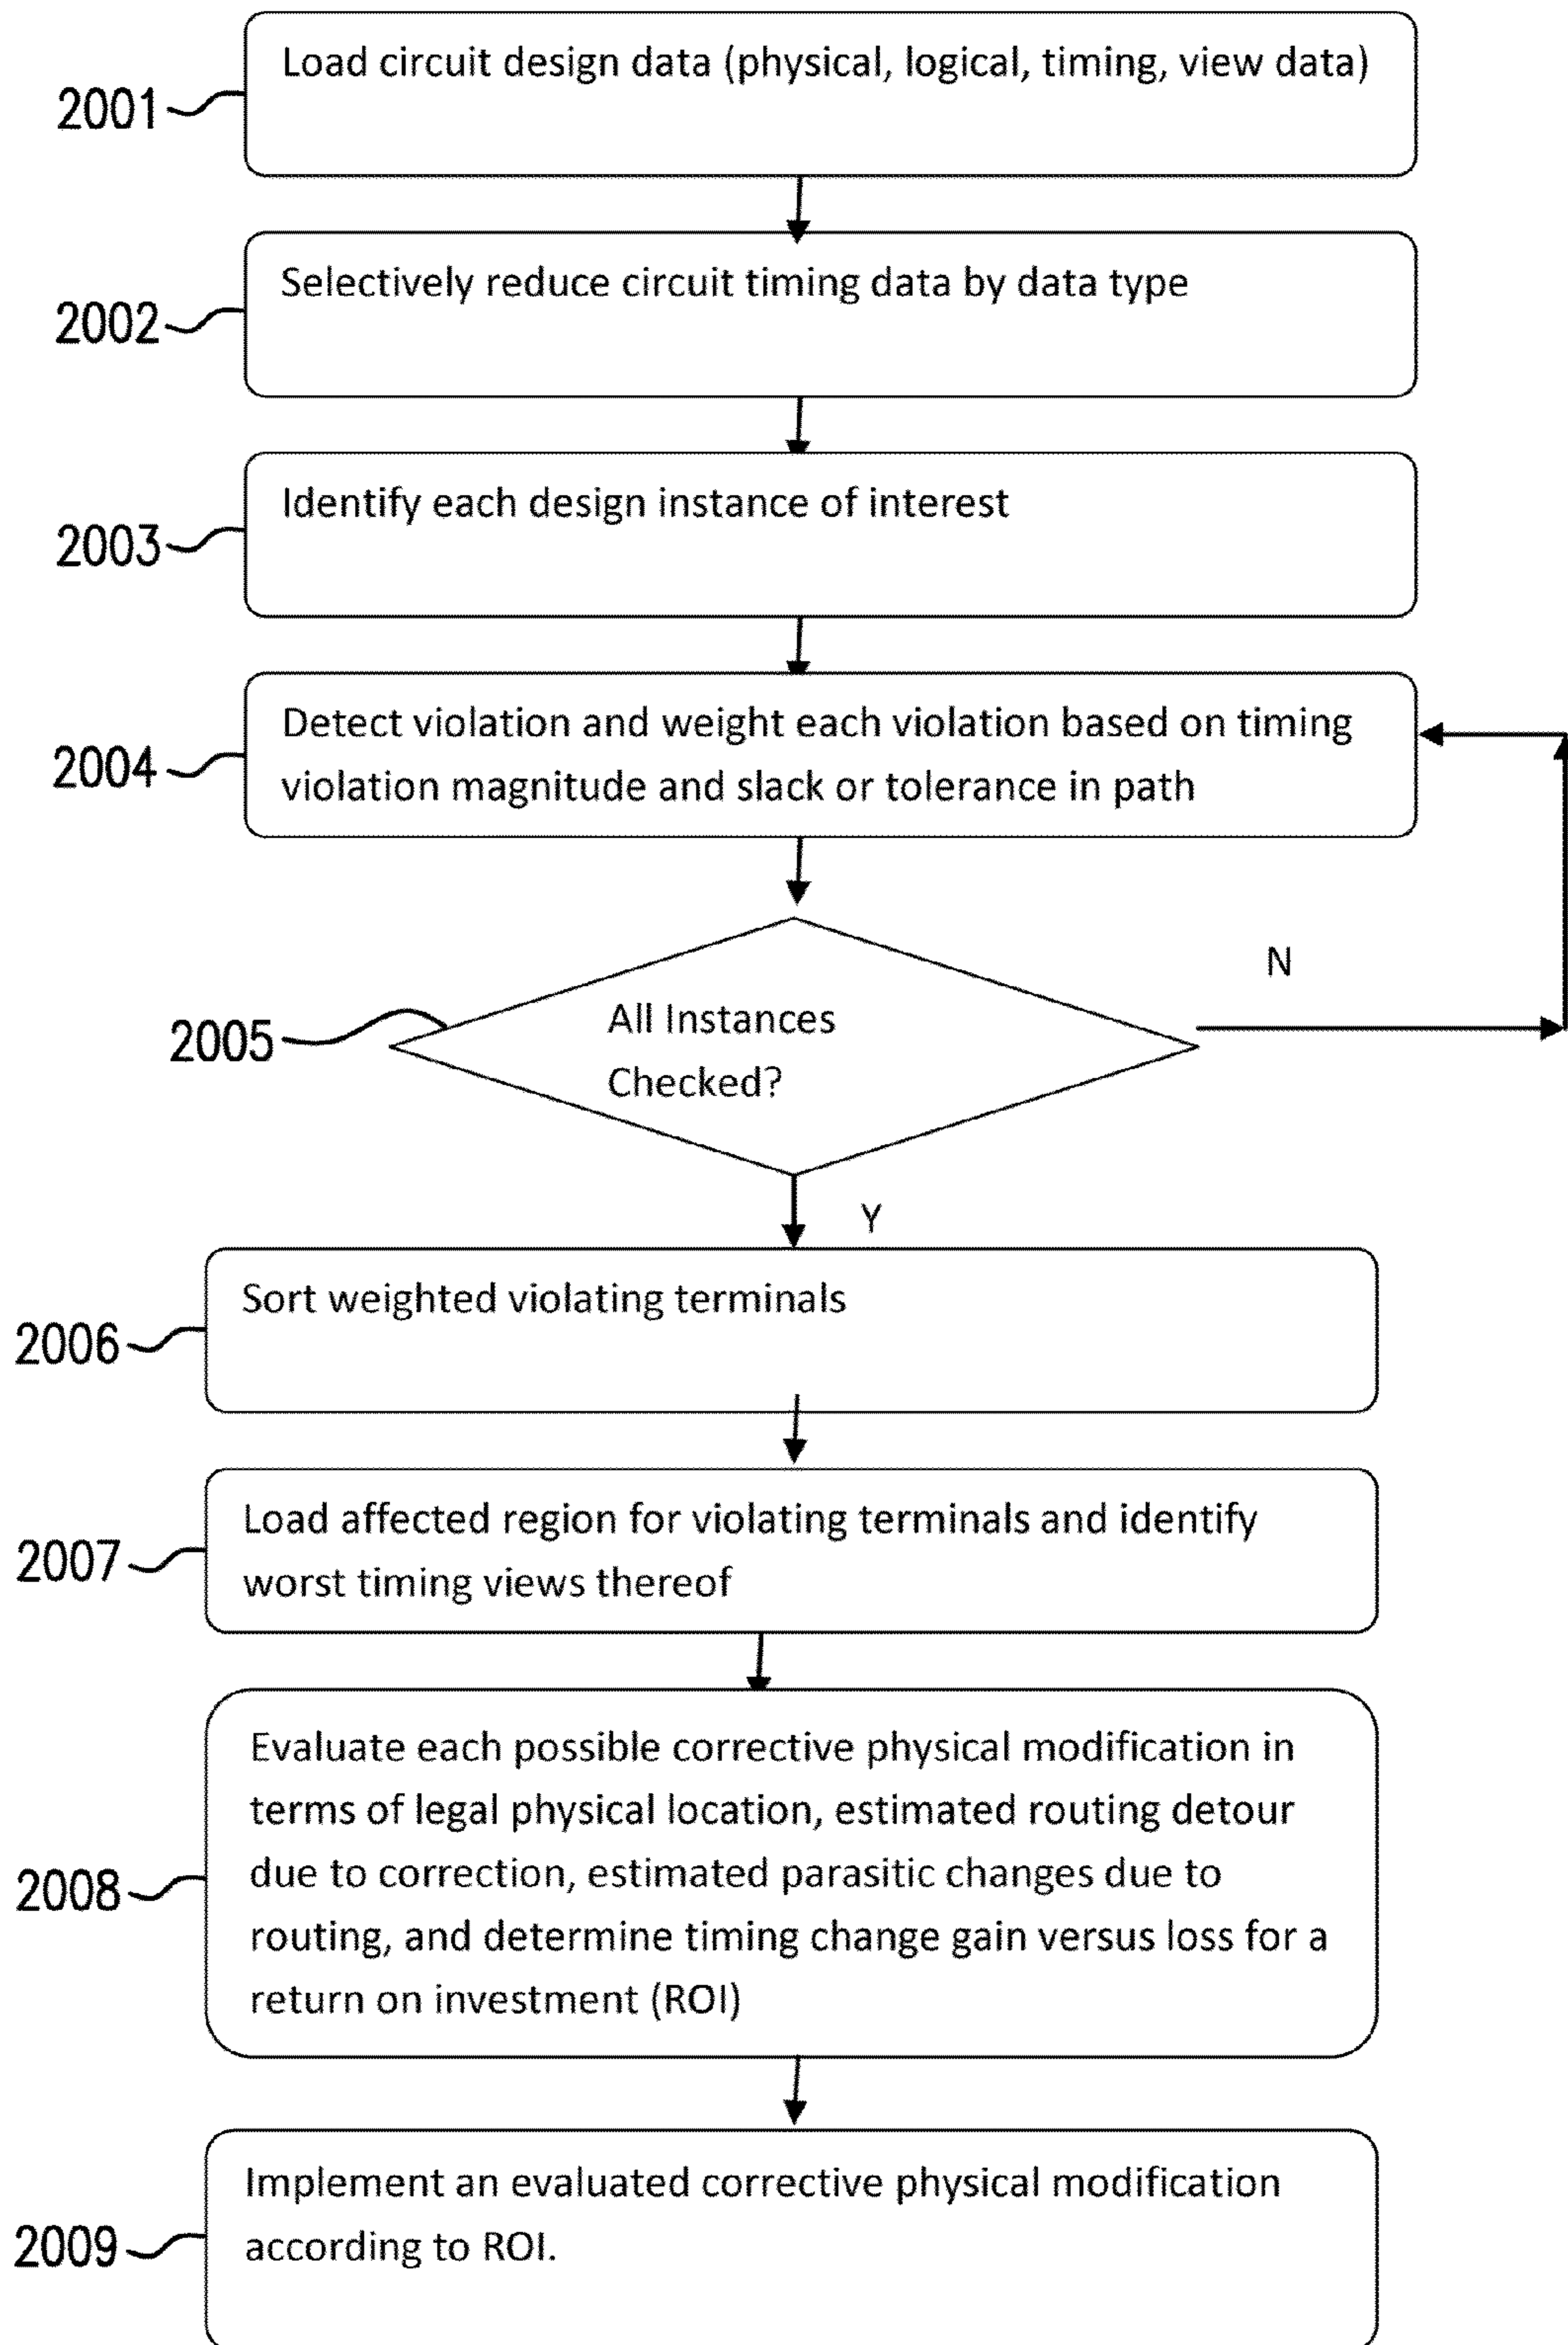 Load circuit design data (physical, logical, timing, view data)
2001
Selectively reduce circuit timing data by data type
2002
Identify each design instance of interest
2003
Detect violation and weight each violation based on timing
violation magnitude and slack or tolerance in path
2004
N
All Instances
Checked?
2005
Y
Sort weighted violating terminals
2006
Load affected region for violating terminals and identify
worst timing views thereof
2007
Evaluate each possible corrective physical modification in
terms of legal physical location, estimated routing detour
due to correction, estimated parasitic changes due to
routing, and determine timing change gain versus loss for a
return on investment (ROI)
2008
Implement an evaluated corrective physical modification
according to ROI.
2009